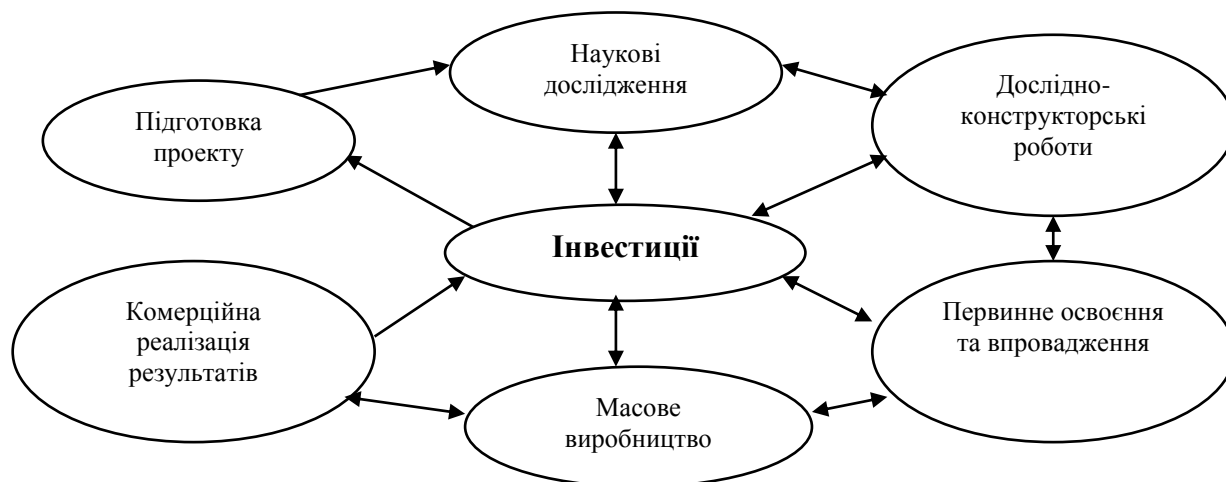 Наукові
дослідження
Дослідно-
конструкторські
роботи
Підготовка
проекту
Інвестиції
Комерційна
реалізація
результатів
Первинне освоєння
та впровадження
Масове
виробництво